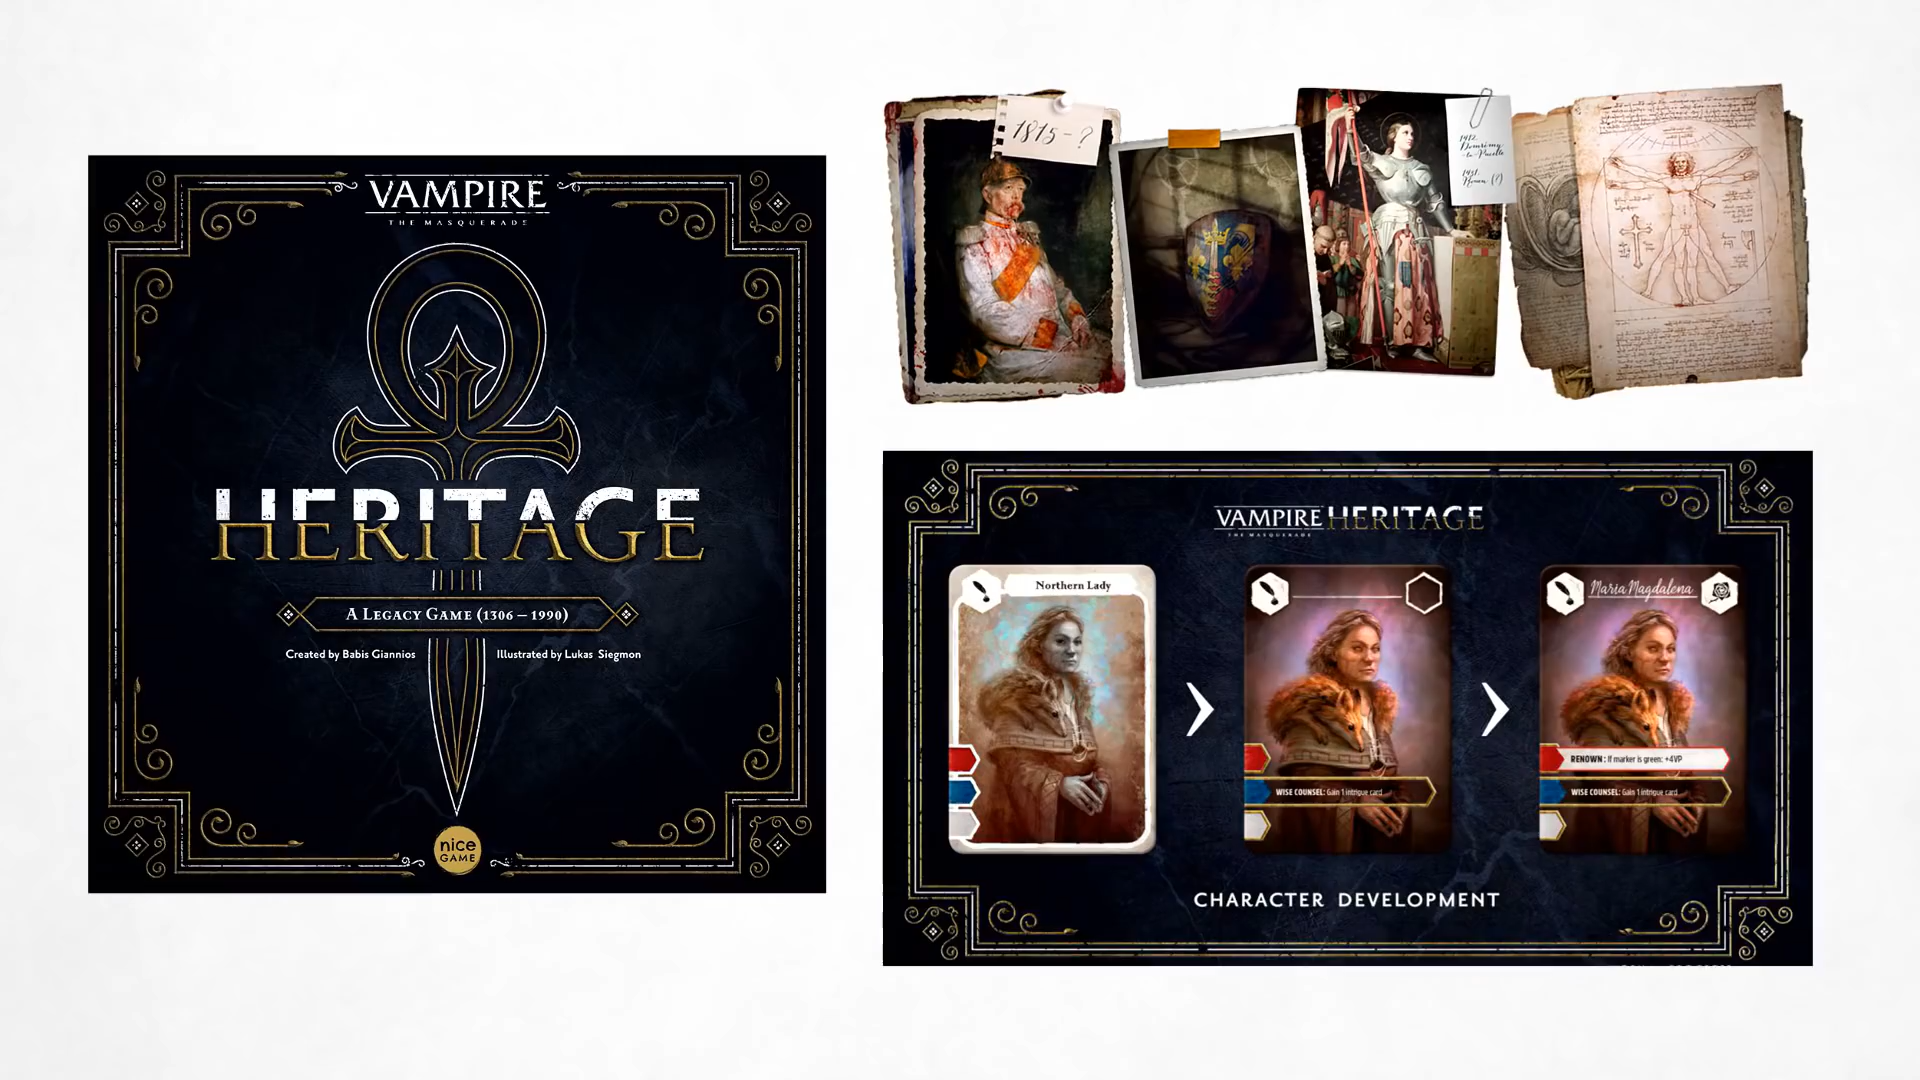 VAMPIRE
THE MASQUERADE
HERITAGE
A LEGACY GAME (1306 – 1990)
Created by Babis Giannios
Illustrated by Lukas Siegmon
nice
GAME
1815-?
1412.
1431.
VAMPIRE HERITAGE
THE MASQUERADE
Northern Lady
WISE COUNSEL: Gain 1 intrigue card
Maria Magdalena
RENOWN: If marker is green: +4VP
WISE COUNSEL: Gain 1 intrigue card
CHARACTER DEVELOPMENT